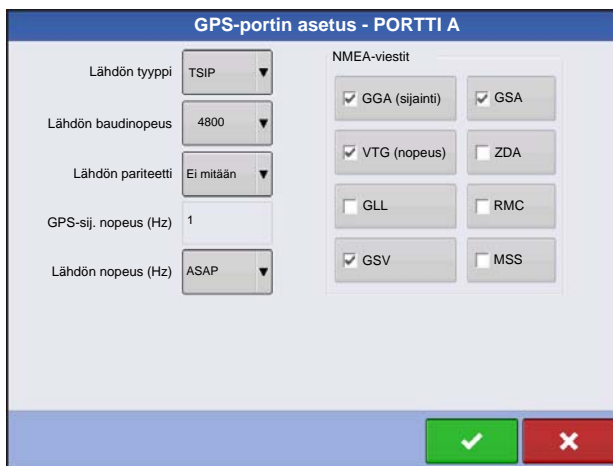 GPS-portin asetus - PORTTI A
Lähdön tyyppi
TSIP
Lähdön baudinopeus
4800
Lähdön pariteetti
Ei mitään
GPS-sij. nopeus (Hz)
1
Lähdön nopeus (Hz)
ASAP
NMEA-viestit
GGA (sijainti)
GSA
VTG (nopeus)
ZDA
GLL
RMC
GSV
MSS